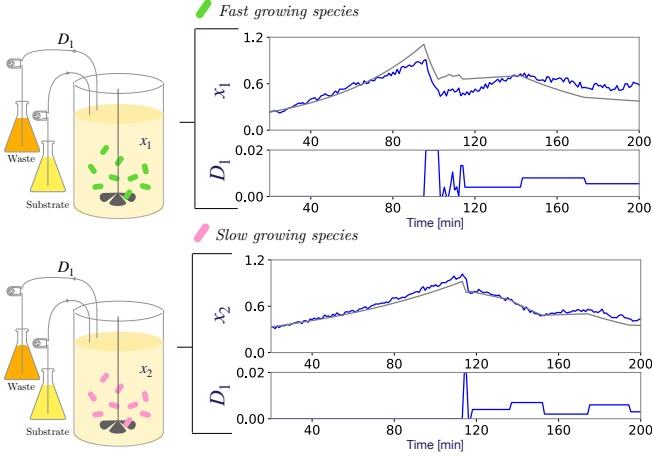 Fast growing species
D1
x1
Waste
Substrate
x1
1.2
0.6
0.0
40
80
120
160
200
D1
0.02
0.00
40
80
120
160
200
Time [min]
Slow growing species
D1
x2
Waste
Substrate
x2
1.2
0.6
0.0
40
80
120
160
200
D1
0.02
0.00
40
80
120
160
200
Time [min]